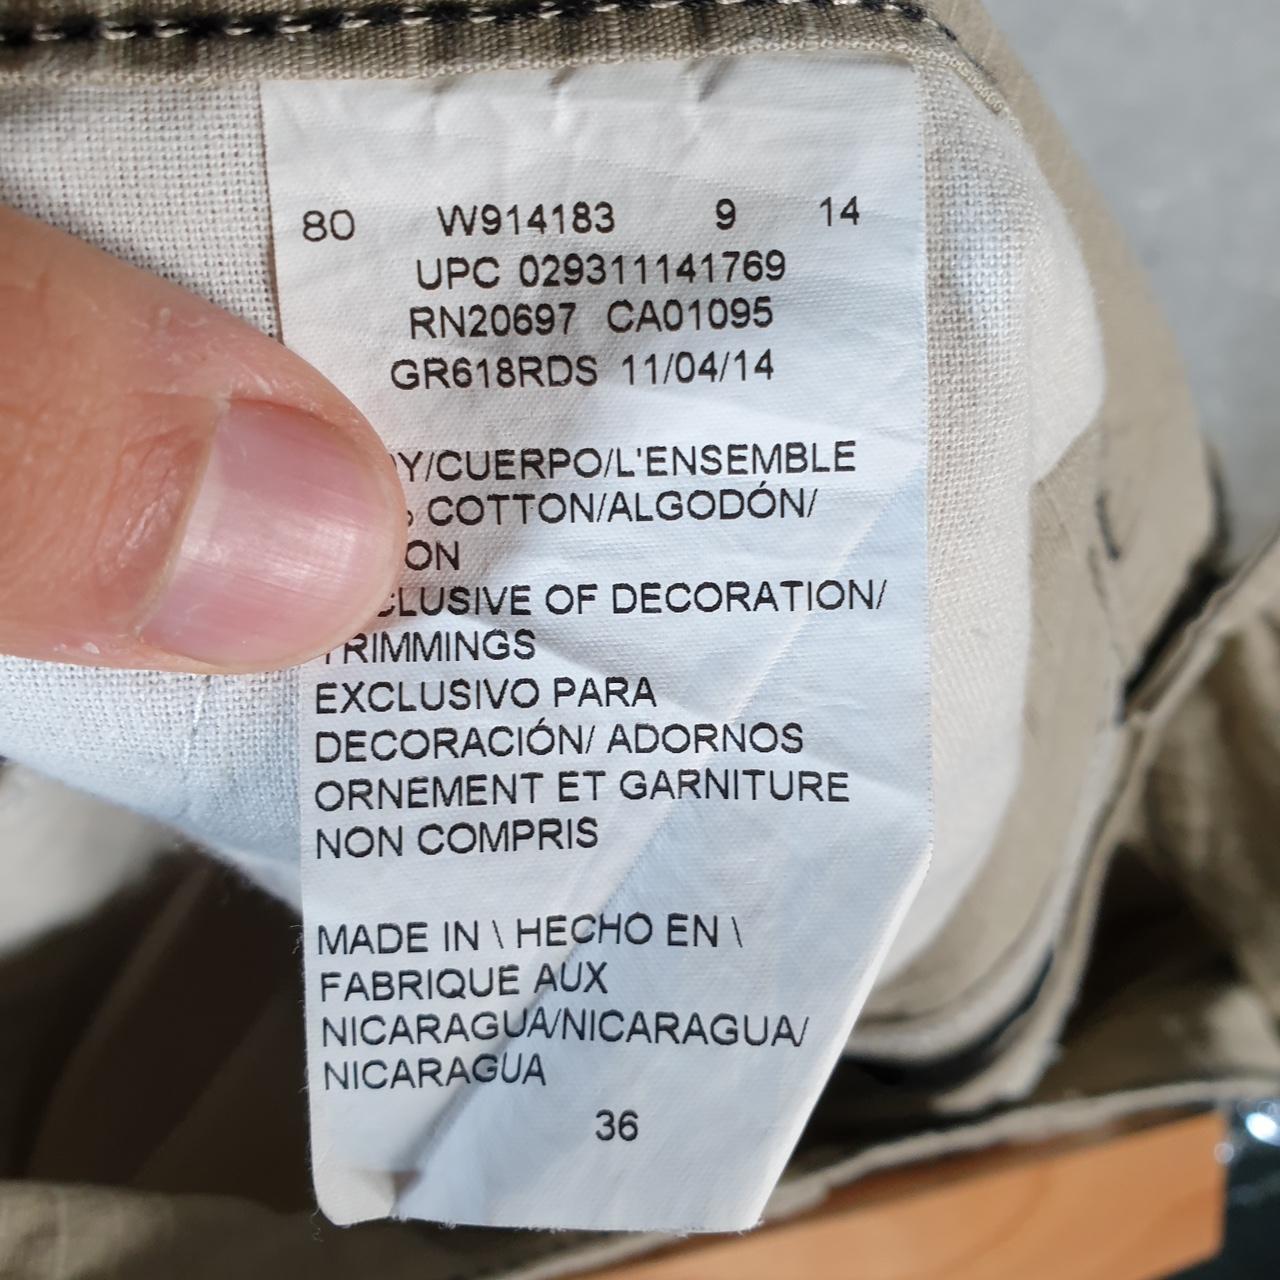 80 W914183 9 14
UPC 029311141769
RN20697 CA01095
GR618RDS 11/04/14
Y/CUERPO/L'ENSEMBLE
COTTON/ALGODÓN/
ON
CLUSIVE OF DECORATION/
TRIMMINGS
EXCLUSIVO PARA
DECORACIÓN/ ADORNOS
ORNEMENT ET GARNITURE
NON COMPRIS
MADE IN \ HECHO EN \
FABRIQUE AUX
NICARAGUA/NICARAGUA/
NICARAGUA
36